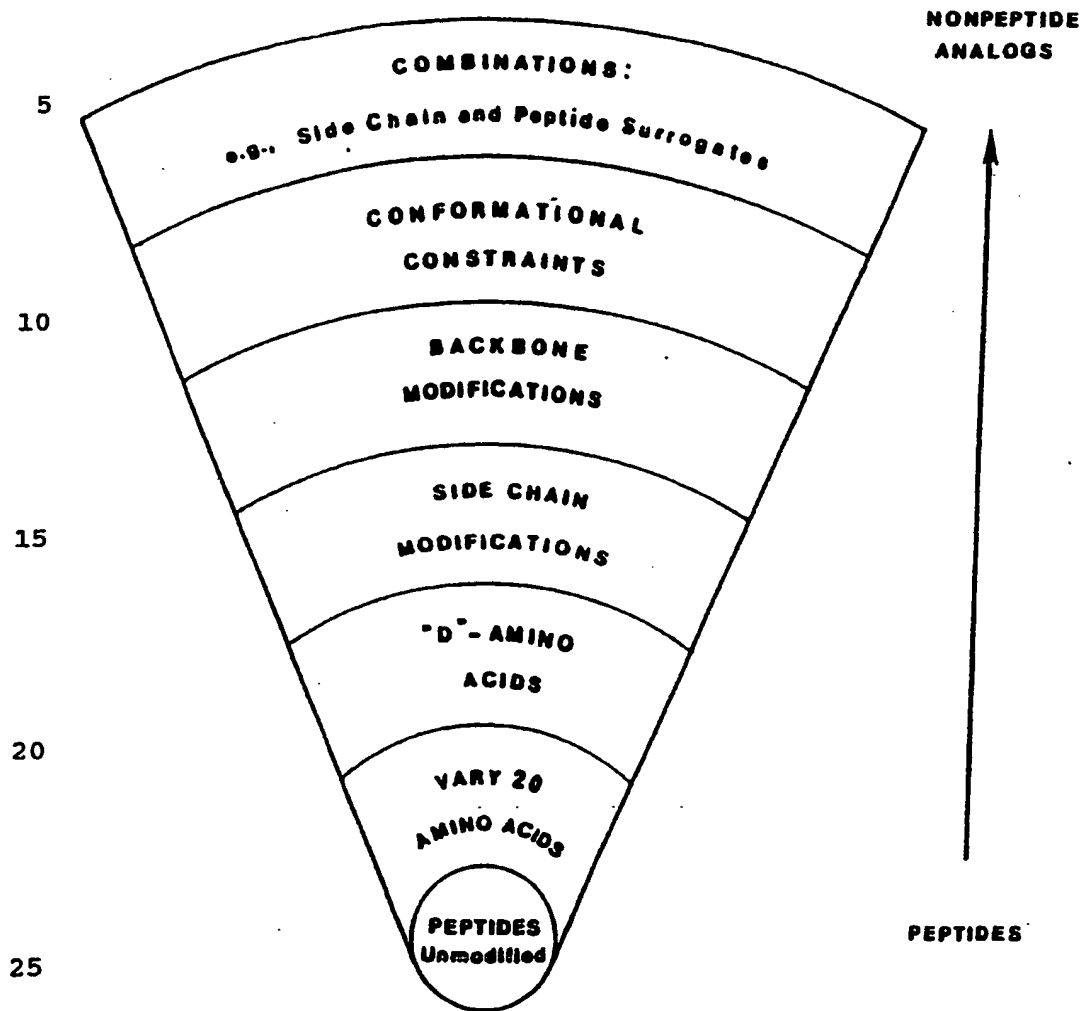 NONPEPTIDE
ANALOGS
COMBINATIONS:
5
e.g., Side Chain and Peptide Surrogates
CONFORMATIONAL
CONSTRAINTS
10
BACKBONE
MODIFICATIONS
SIDE CHAIN
15
MODIFICATIONS
"D"- AMINO
ACIDS
20
VARY 20
AMINO ACIDS
PEPTIDES
Unmodified
PEPTIDES
25